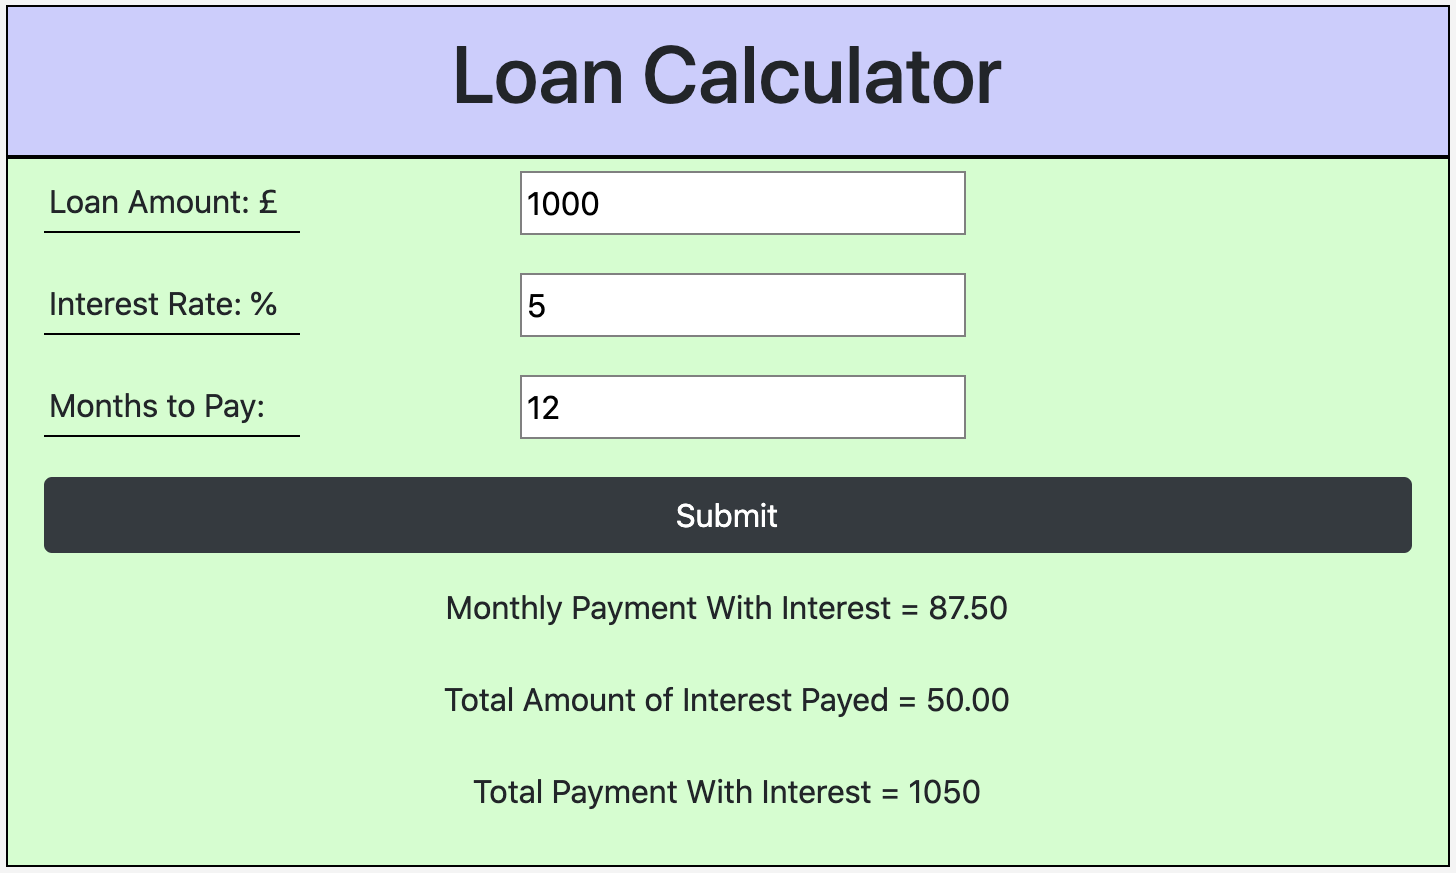 Loan Calculator
Loan Amount: £ 1000
Interest Rate: % 5
Months to Pay: 12
Submit
Monthly Payment With Interest = 87.50
Total Amount of Interest Payed = 50.00
Total Payment With Interest = 1050